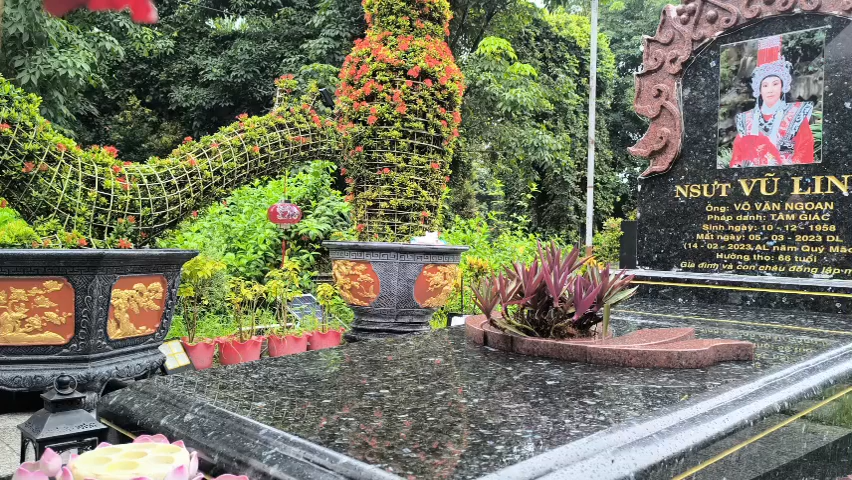 NSƯT VŨ LIN
Ông: VÕ VĂN NGOAN
Pháp danh: TÂM GIÁC
Sinh ngày: 10 - 12 - 1958
Mất ngày: 05 - 03 - 2023 DL
(14 - 02 - 2023,AL năm Quý Mão
Hưởng thọ: 66 tuổi
Gia đình và con cháu đồng lập m